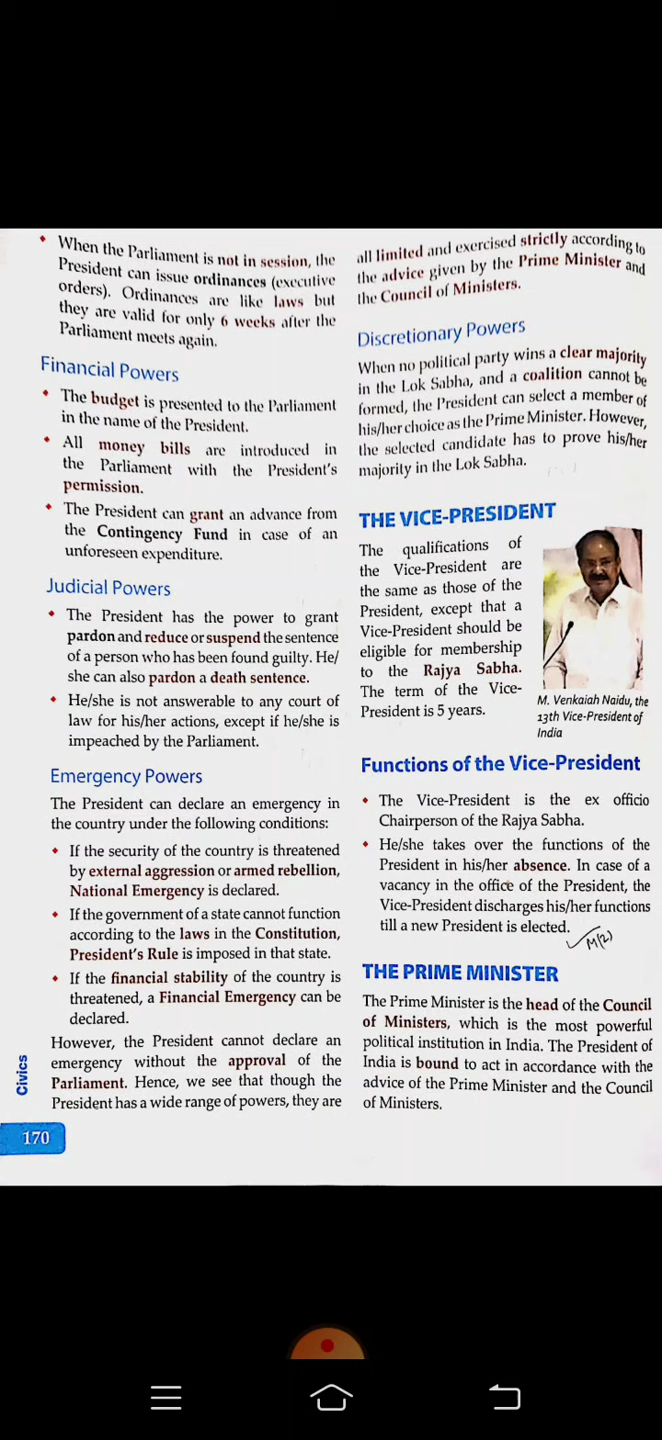 When the Parliament is not in session, the
President can issue ordinances (executive
orders). Ordinances are like laws but
they are valid for only 6 weeks after the
Parliament meets again.
Financial Powers
The budget is presented to the Parliament
in the name of the President.
All money bills are introduced in
the Parliament with the President's
permission.
The President can grant an advance from
the Contingency Fund in case of an
unforeseen expenditure.
Judicial Powers
The President has the power to grant
pardon and reduce or suspend the sentence
of a person who has been found guilty. He/
she can also pardon a death sentence.
He/she is not answerable to any court of
law for his/her actions, except if he/she is
impeached by the Parliament.
Emergency Powers
The President can declare an emergency in
the country under the following conditions:
If the security of the country is threatened
by external aggression or armed rebellion,
National Emergency is declared.
If the government of a state cannot function
according to the laws in the Constitution,
President's Rule is imposed in that state.
If the financial stability of the country is
threatened, a Financial Emergency can be
declared.
However, the President cannot declare an
emergency without the approval of the
Parliament. Hence, we see that though the
President has a wide range of powers, they are
Civics
170
all limited and exercised strictly according to
the advice given by the Prime Minister and
the Council of Ministers.
Discretionary Powers
When no political party wins a clear majority
in the Lok Sabha, and a coalition cannot be
formed, the President can select a member of
his/her choice as the Prime Minister. However,
the selected candidate has to prove his/her
majority in the Lok Sabha.
THE VICE-PRESIDENT
The qualifications of
the Vice-President are
the same as those of the
President, except that a
Vice-President should be
eligible for membership
to the Rajya Sabha.
The term of the Vice-
President is 5 years.
M. Venkaiah Naidu, the
13th Vice-President of
India
Functions of the Vice-President
The Vice-President is the ex officio
Chairperson of the Rajya Sabha.
He/she takes over the functions of the
President in his/her absence. In case of a
vacancy in the office of the President, the
Vice-President discharges his/her functions
till a new President is elected.
M(2)
THE PRIME MINISTER
The Prime Minister is the head of the Council
of Ministers, which is the most powerful
political institution in India. The President of
India is bound to act in accordance with the
advice of the Prime Minister and the Council
of Ministers.